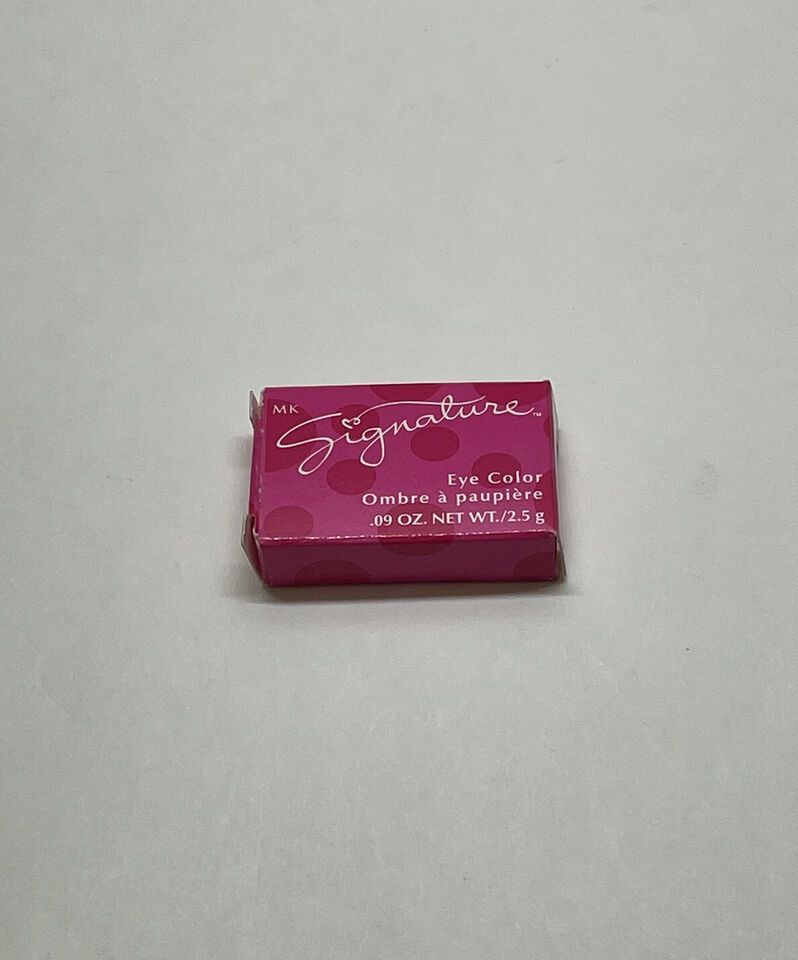 MK
Signature™
Eye Color
Ombre à paupière
.09 OZ. NET WT./2.5 g